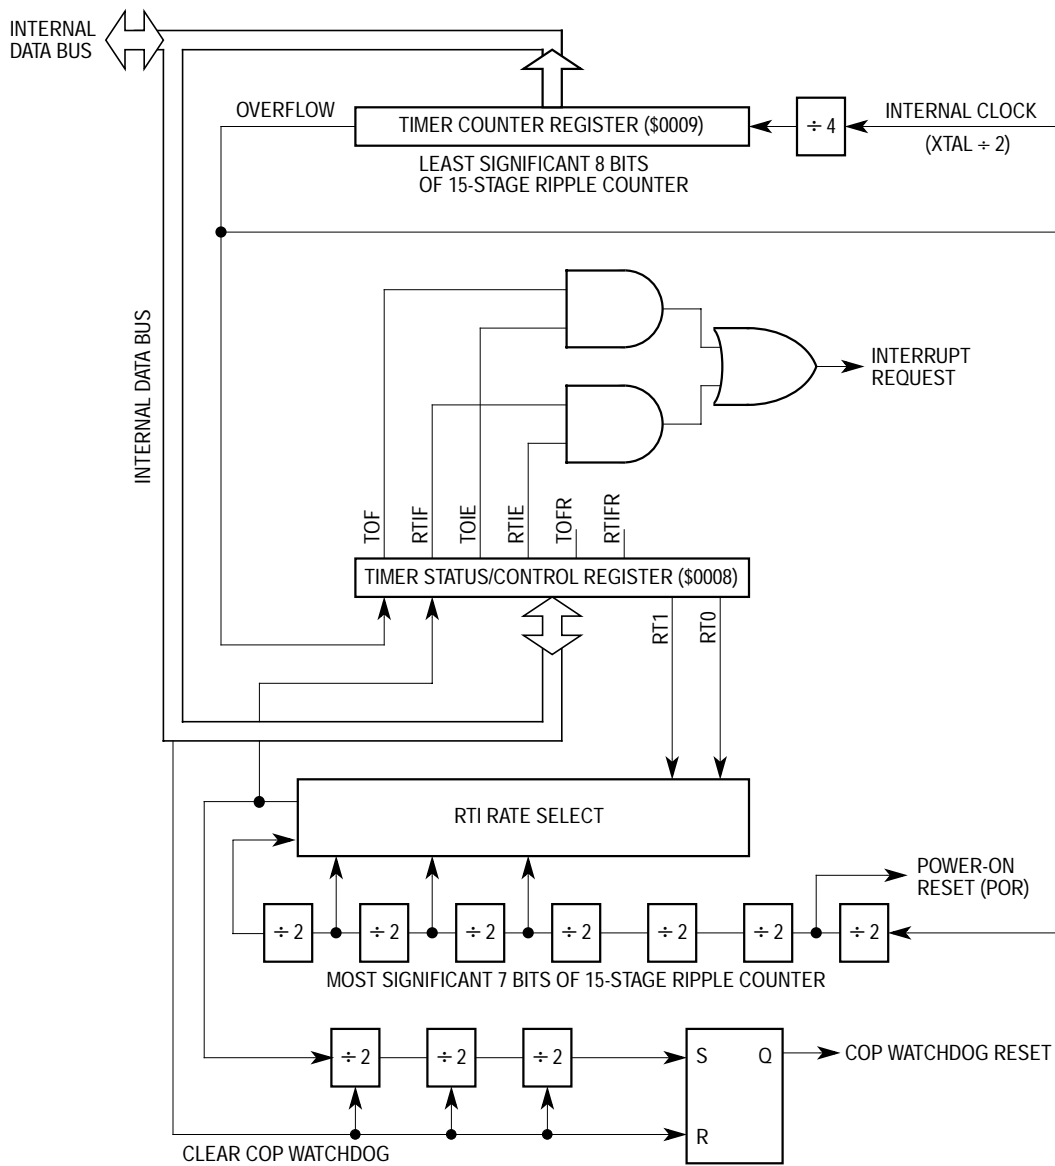 INTERNAL
DATA BUS
OVERFLOW
TIMER COUNTER REGISTER ($0009)
÷ 4
INTERNAL CLOCK
(XTAL ÷ 2)
LEAST SIGNIFICANT 8 BITS
OF 15-STAGE RIPPLE COUNTER
INTERNAL DATA BUS
INTERRUPT
REQUEST
TOF
RTIF
TOIE
RTIE
TOFR
RTIFR
TIMER STATUS/CONTROL REGISTER ($0008)
RT1
RT0
RTI RATE SELECT
POWER-ON
RESET (POR)
÷ 2
÷ 2
÷ 2
÷ 2
÷ 2
÷ 2
÷ 2
MOST SIGNIFICANT 7 BITS OF 15-STAGE RIPPLE COUNTER
÷ 2
÷ 2
÷ 2
S
Q
COP WATCHDOG RESET
R
CLEAR COP WATCHDOG